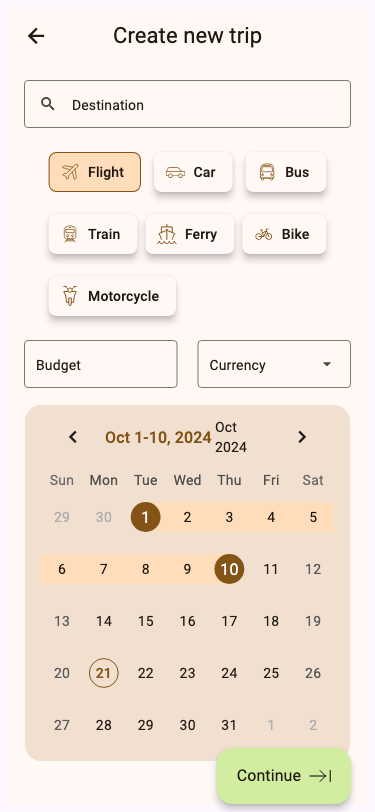 Create new trip
Destination
Flight Car Bus
Train Ferry Bike
Motorcycle
Budget Currency
Oct 1-10, 2024 Oct
2024
Sun Mon Tue Wed Thu Fri Sat
29 30 1 2 3 4 5
6 7 8 9 10 11 12
13 14 15 16 17 18 19
20 21 22 23 24 25 26
27 28 29 30 31 1 2
Continue